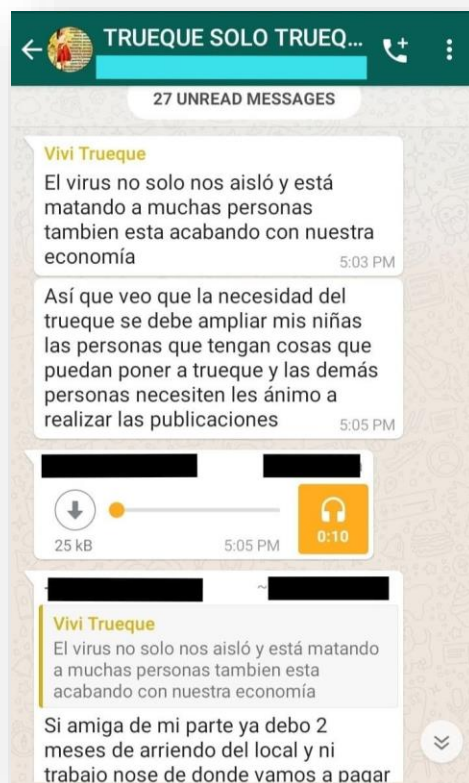 TRUEQUE SOLO TRUEQ...
27 UNREAD MESSAGES
Vivi Trueque
El virus no solo nos aisló y está
matando a muchas personas
tambien esta acabando con nuestra
economía
5:03 PM
Así que veo que la necesidad del
trueque se debe ampliar mis niñas
las personas que tengan cosas que
puedan poner a trueque y las demás
personas necesiten les ánimo a
realizar las publicaciones
5:05 PM
25 kB
5:05 PM
0:10
~
Vivi Trueque
El virus no solo nos aisló y está matando
a muchas personas tambien esta
acabando con nuestra economía
Si amiga de mi parte ya debo 2
meses de arriendo del local y ni
trabajo nose de donde vamos a pagar